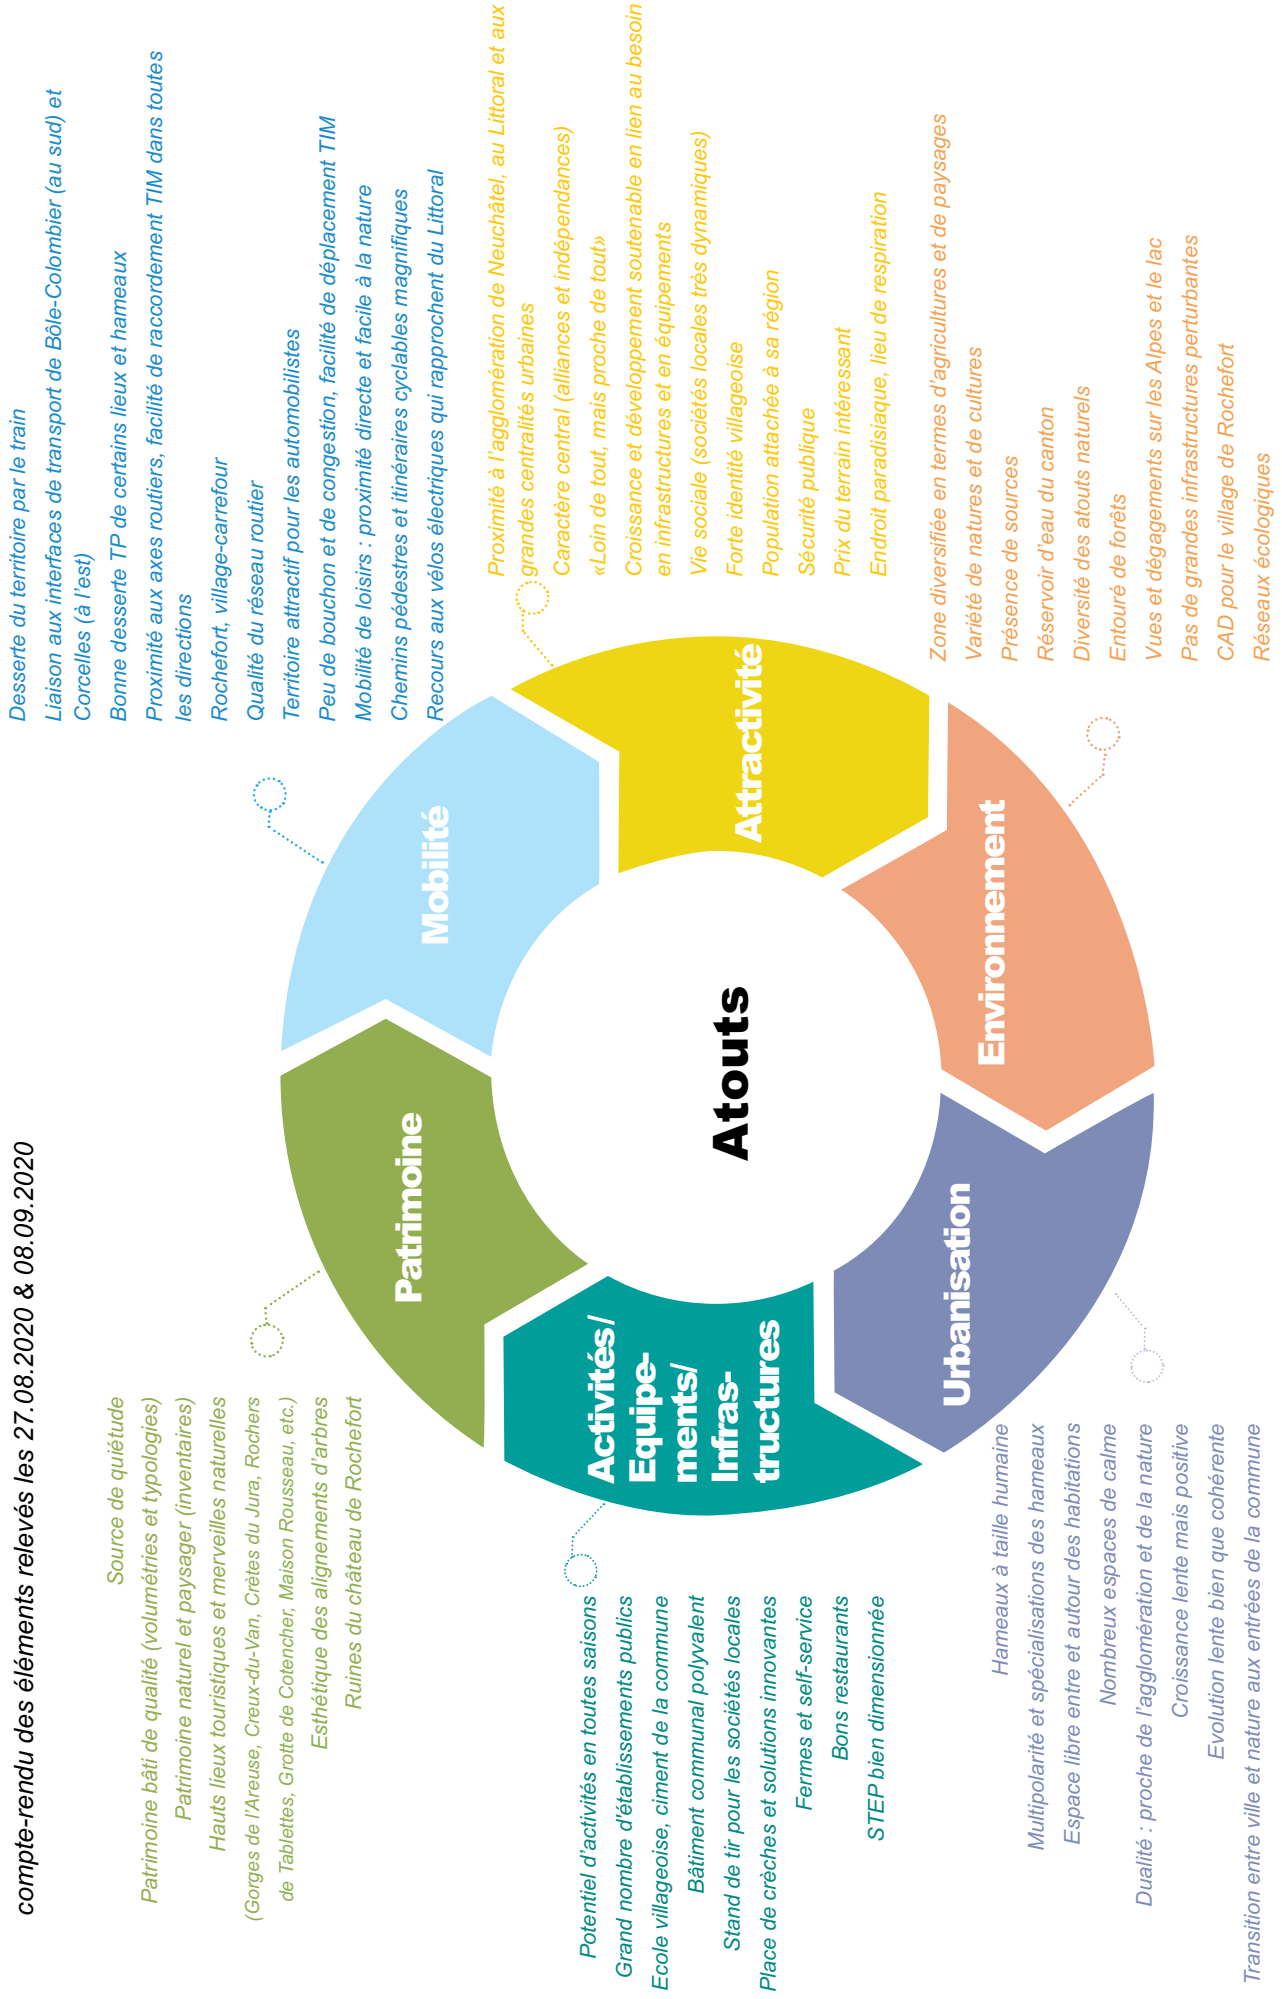 compte-rendu des éléments relevés les 27.08.2020 & 08.09.2020
Source de quiétude
Patrimoine bâti de qualité (volumétries et typologies)
Patrimoine naturel et paysager (inventaires)
Hauts lieux touristiques et merveilles naturelles
(Gorges de l'Areuse, Creux-du-Van, Crêtes du Jura, Rochers
de Tablettes, Grotte de Cotencher, Maison Rousseau, etc.)
Esthétique des alignements d'arbres
Ruines du château de Rochefort
Desserte du territoire par le train
Liaison aux interfaces de transport de Bôle-Colombier (au sud) et
Corcelles (à l'est)
Bonne desserte TP de certains lieux et hameaux
Proximité aux axes routiers, facilité de raccordement TIM dans toutes
les directions
Rochefort, village-carrefour
Qualité du réseau routier
Territoire attractif pour les automobilistes
Peu de bouchon et de congestion, facilité de déplacement TIM
Mobilité de loisirs : proximité directe et facile à la nature
Chemins pédestres et itinéraires cyclables magnifiques
Recours aux vélos électriques qui rapprochent du Littoral
Patrimoine
Mobilité
Potentiel d'activités en toutes saisons
Grand nombre d'établissements publics
Ecole villageoise, ciment de la commune
Bâtiment communal polyvalent
Stand de tir pour les sociétés locales
Place de crèches et solutions innovantes
Fermes et self-service
Bons restaurants
STEP bien dimensionnée
Activités/
Equipe-
ments/
Infras-
tructures
Atouts
Attractivité
Proximité à l'agglomération de Neuchâtel, au Littoral et aux
grandes centralités urbaines
Caractère central (alliances et indépendances)
«Loin de tout, mais proche de tout»
Croissance et développement soutenable en lien au besoin
en infrastructures et en équipements
Vie sociale (sociétés locales très dynamiques)
Forte identité villageoise
Population attachée à sa région
Sécurité publique
Prix du terrain intéressant
Endroit paradisiaque, lieu de respiration
Urbanisation
Environnement
Hameaux à taille humaine
Multipolarité et spécialisations des hameaux
Espace libre entre et autour des habitations
Nombreux espaces de calme
Dualité : proche de l'agglomération et de la nature
Croissance lente mais positive
Evolution lente bien que cohérente
Transition entre ville et nature aux entrées de la commune
Zone diversifiée en termes d'agricultures et de paysages
Variété de natures et de cultures
Présence de sources
Réservoir d'eau du canton
Diversité des atouts naturels
Entouré de forêts
Vues et dégagements sur les Alpes et le lac
Pas de grandes infrastructures perturbantes
CAD pour le village de Rochefort
Réseaux écologiques